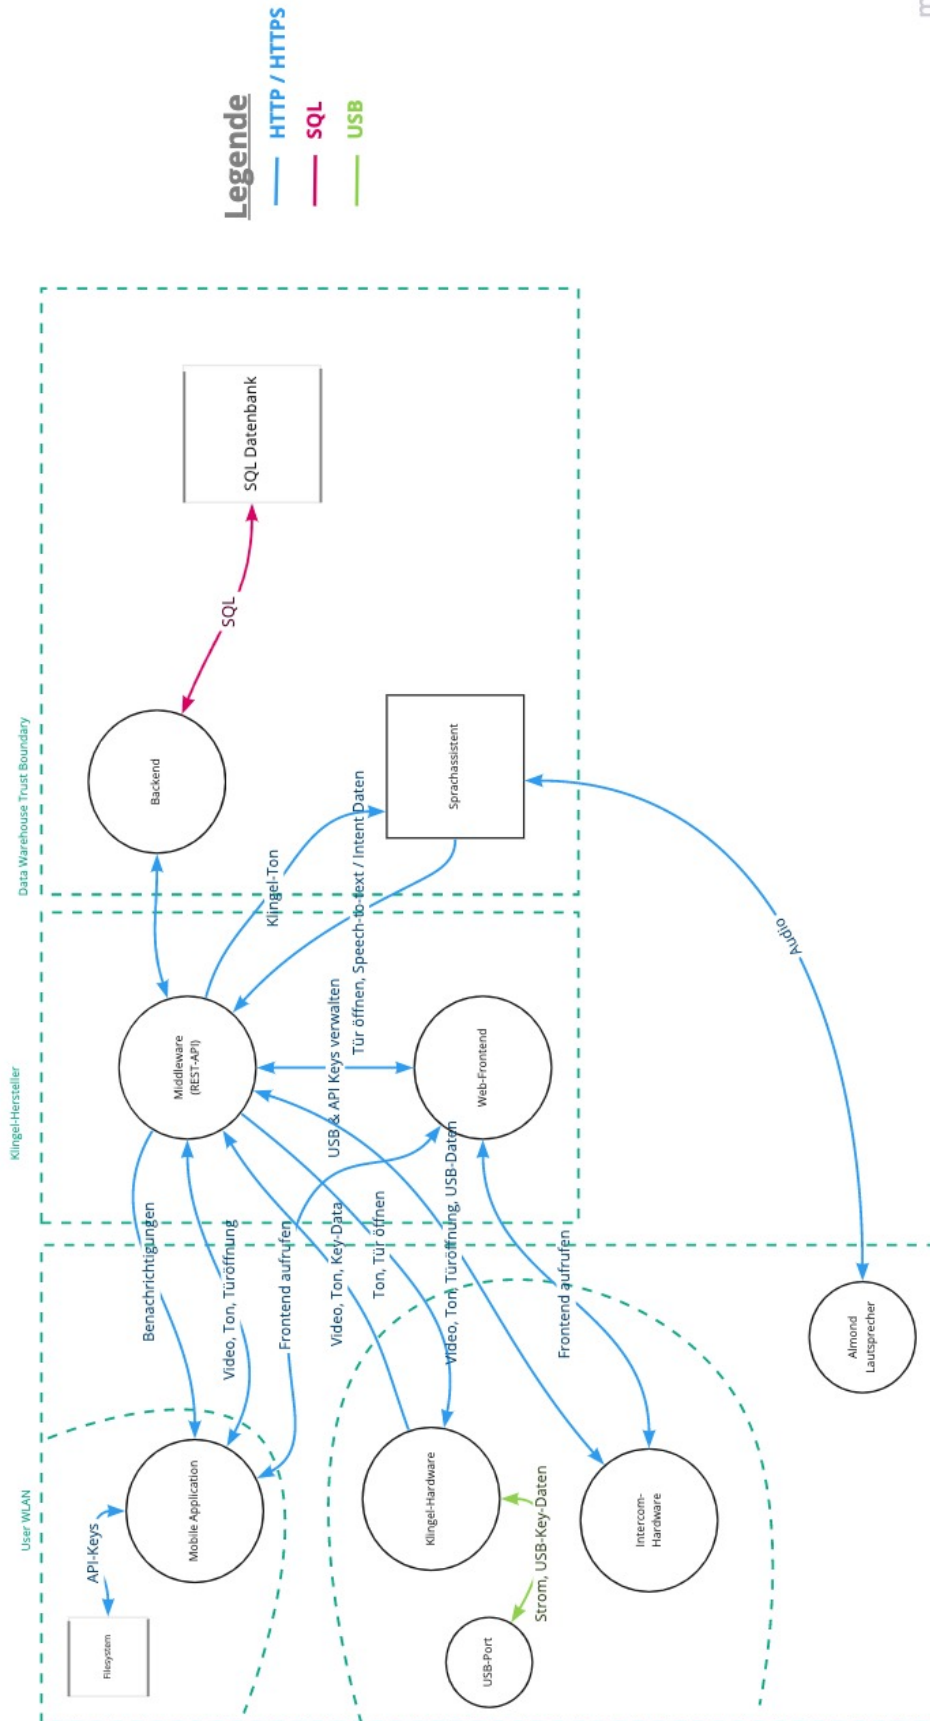 User WLAN
Klingel-Hersteller
Data Warehouse Trust Boundary
Filesystem
API-Keys
Mobile Application
Benachrichtigungen
Video, Ton, Türöffnung
Frontend aufrufen
Video, Ton, Key-Data
Ton, Tür öffnen
Video, Ton, Türöffnung, USB-Daten
Frontend aufrufen
USB-Port
Strom, USB-Key-Daten
Klingel-Hardware
Intercom-
Hardware
Almond
Lautsprecher
Audio
Middleware
(REST-API)
USB & API Keys verwalten
Web-Frontend
Klingel-Ton
Tür öffnen, Speech-to-text / Intent Daten
Backend
Sprachassistent
SQL
SQL Datenbank
Legende
HTTP / HTTPS
SQL
USB